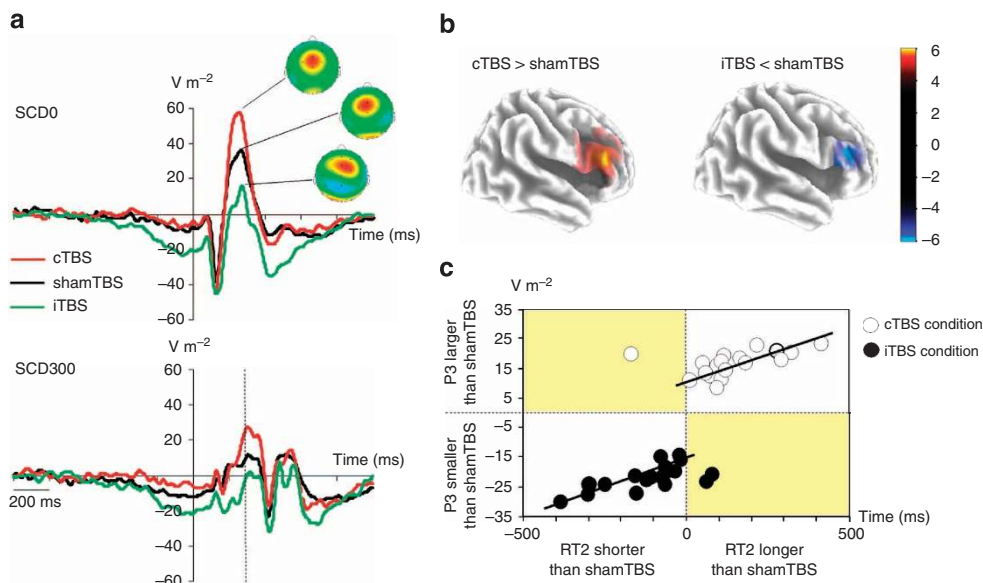 a
V m⁻²
SCD0
60
40
20
−20
−40
−60
Time (ms)
cTBS
shamTBS
iTBS
V m⁻²
SCD300
60
40
20
−20
−40
−60
Time (ms)
200 ms
b
cTBS > shamTBS
iTBS < shamTBS
6
4
2
0
−2
−4
−6
c
V m⁻²
P3 larger
than shamTBS
P3 smaller
than shamTBS
35
25
15
5
−5
−15
−25
−35
−500
0
500
Time (ms)
RT2 shorter
than shamTBS
RT2 longer
than shamTBS
cTBS condition
iTBS condition